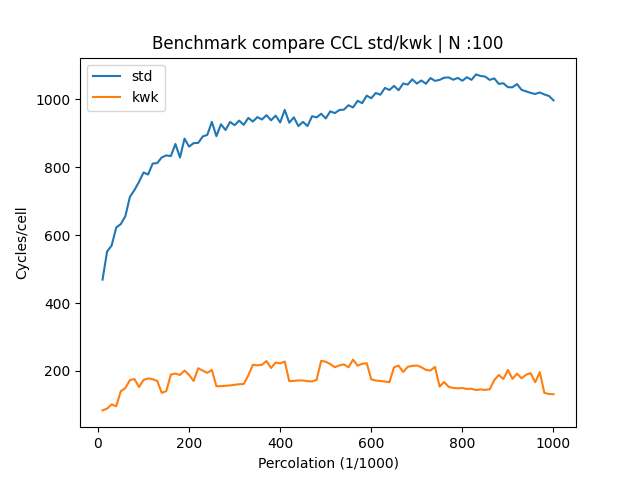 Benchmark compare CCL std/kwk | N :100
std
kwk
1000
800
600
400
200
Cycles/cell
0
200
400
600
800
1000
Percolation (1/1000)